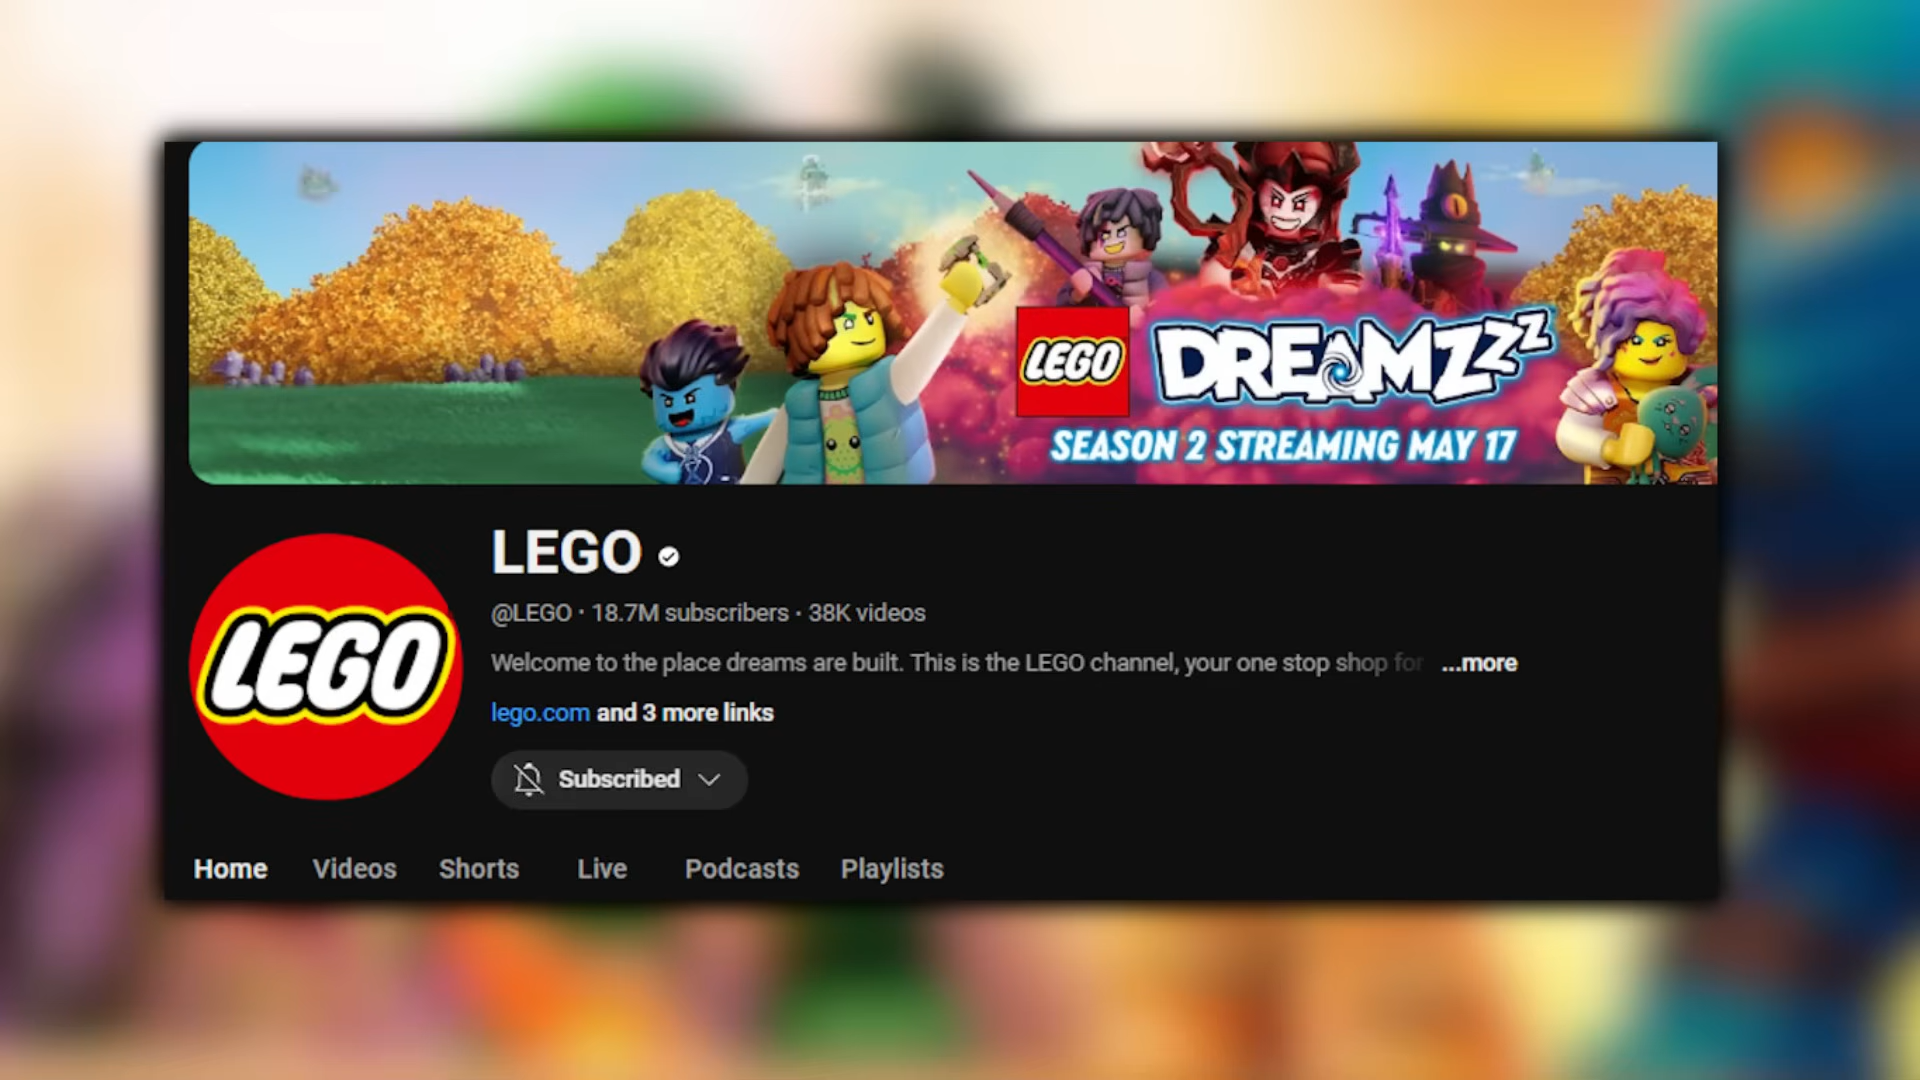 LEGO
DREAMZzz
SEASON 2 STREAMING MAY 17
LEGO
LEGO
@LEGO · 18.7M subscribers · 38K videos
Welcome to the place dreams are built. This is the LEGO channel, your one stop shop for ...more
lego.com and 3 more links
Subscribed
Home Videos Shorts Live Podcasts Playlists